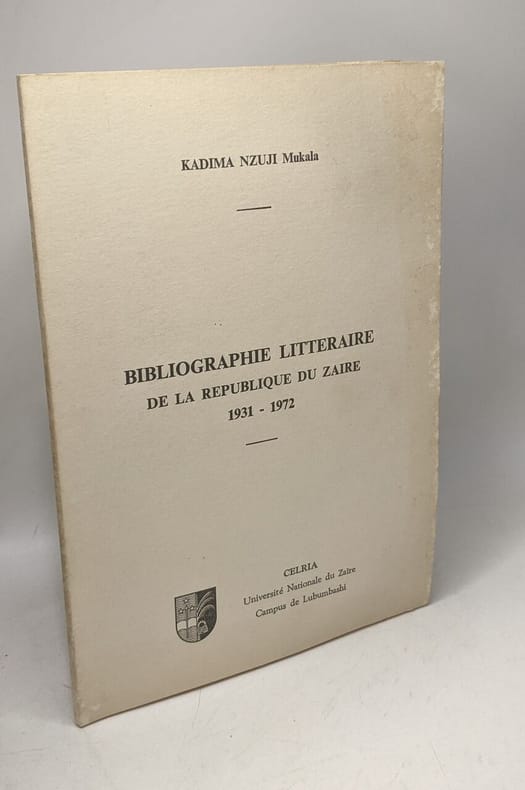 KADIMA NZUJI Mukala
BIBLIOGRAPHIE LITTERAIRE
DE LA REPUBLIQUE DU ZAIRE
1931 - 1972
CELRIA
Université Nationale du Zaïre
Campus de Lubumbashi